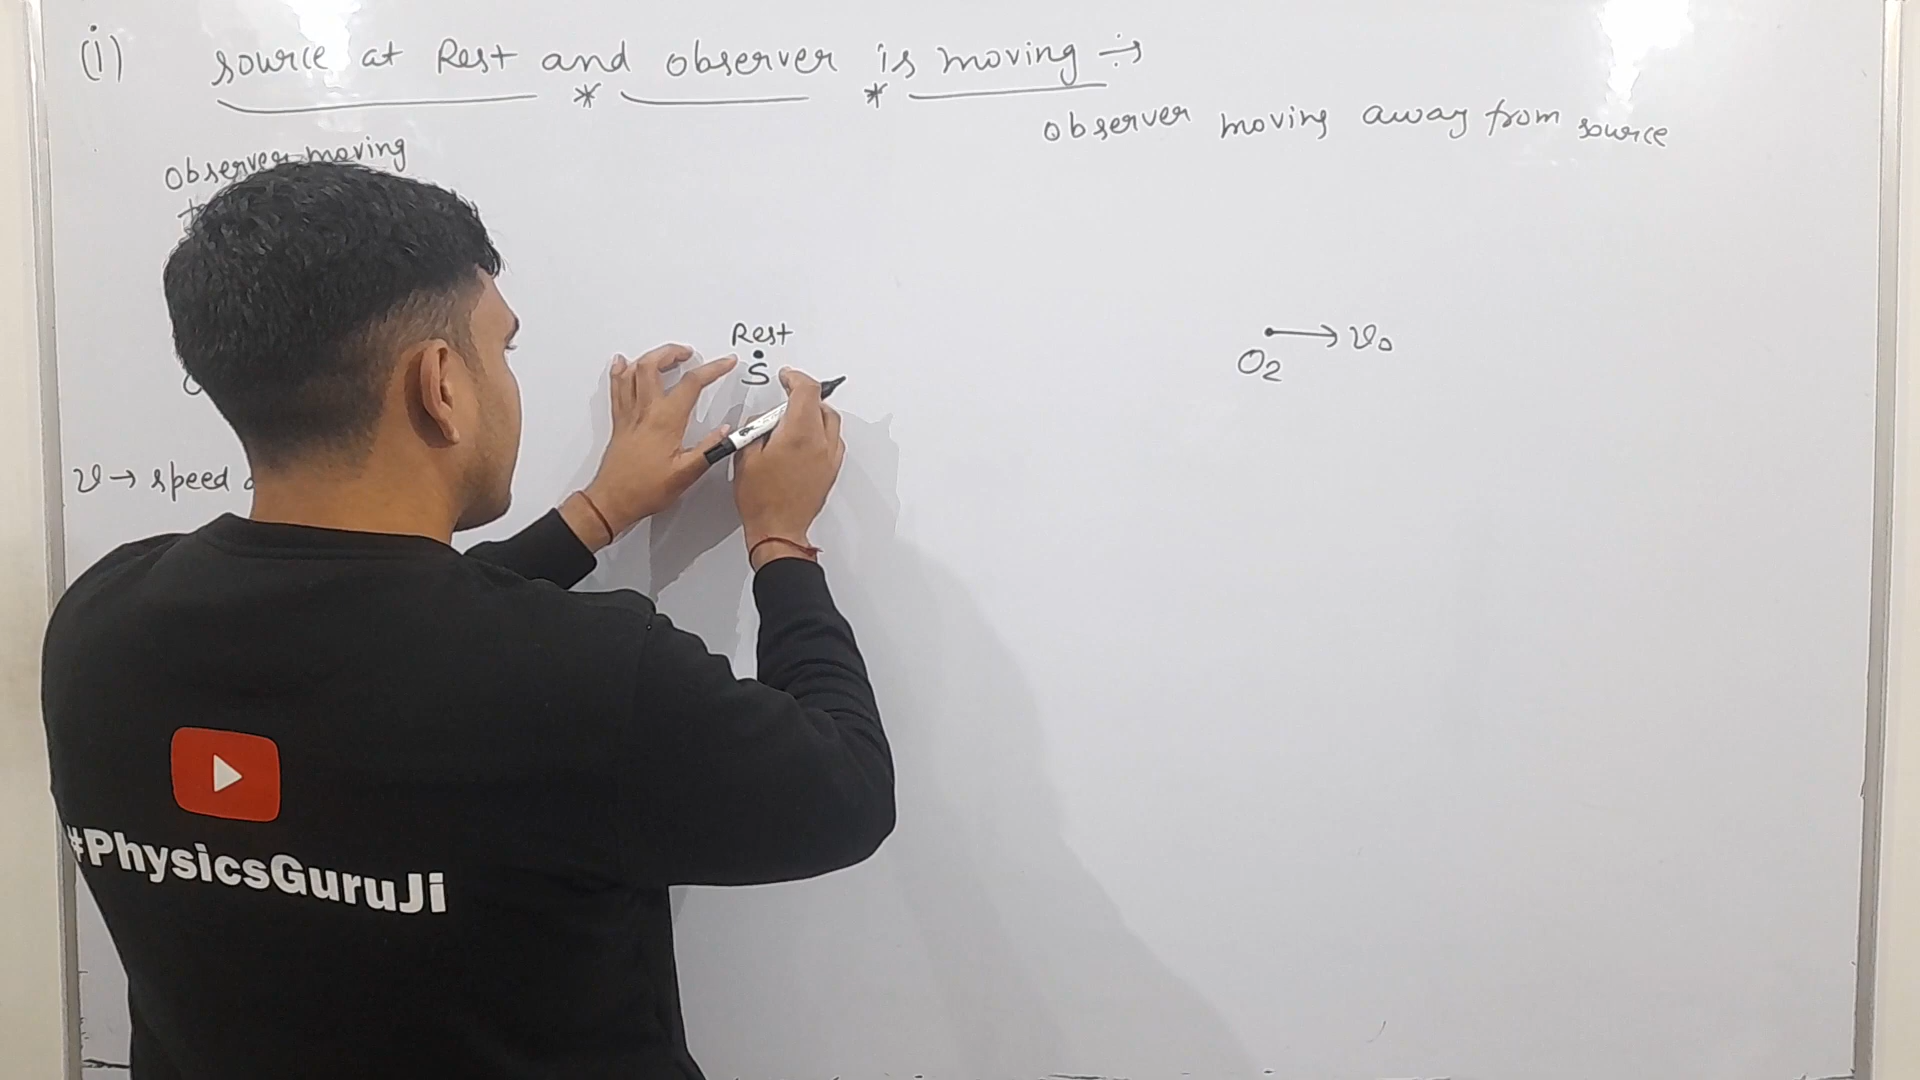 (i) source at Rest and observer is moving ÷→
* *
observer moving away from source
observer moving
Rest
S
O2 → v0
v → speed
#PhysicsGuruJi